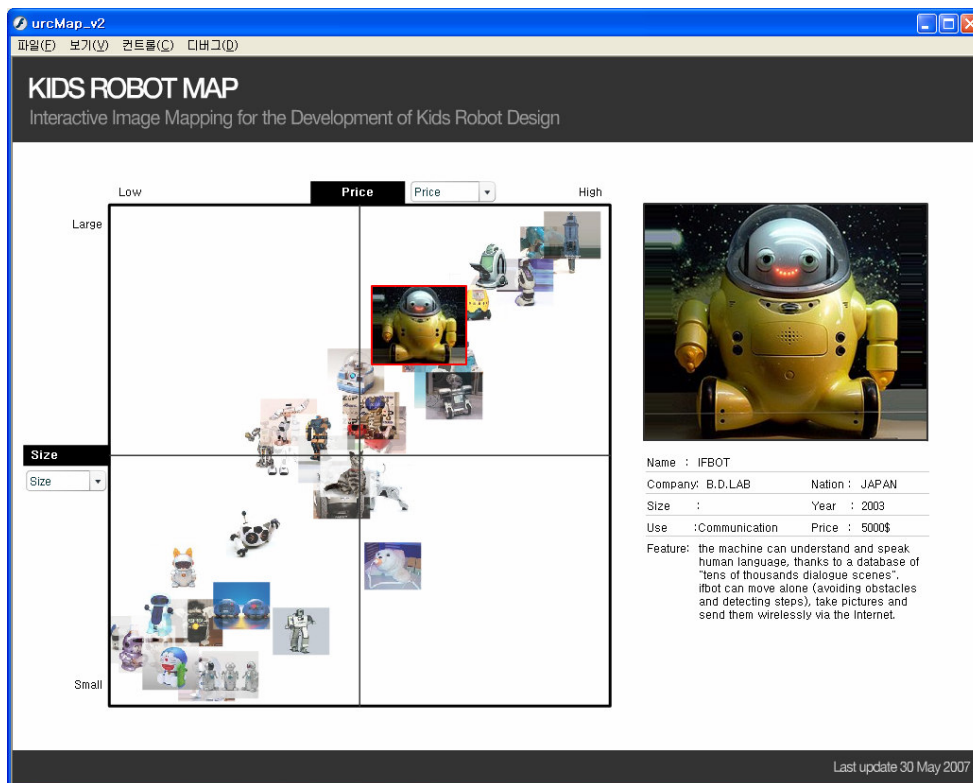 urcMap_v2
파일(F) 보기(V) 컨트롤(C) 디버그(D)
KIDS ROBOT MAP
Interactive Image Mapping for the Development of Kids Robot Design
Low Price Price High
Large
Size
Size
Small
Name : IFBOT
Company: B.D.LAB Nation : JAPAN
Size : Year : 2003
Use :Communication Price : 5000$
Feature: the machine can understand and speak
human language, thanks to a database of
"tens of thousands dialogue scenes".
ifbot can move alone (avoiding obstacles
and detecting steps), take pictures and
send them wirelessly via the Internet.
Last update 30 May 2007